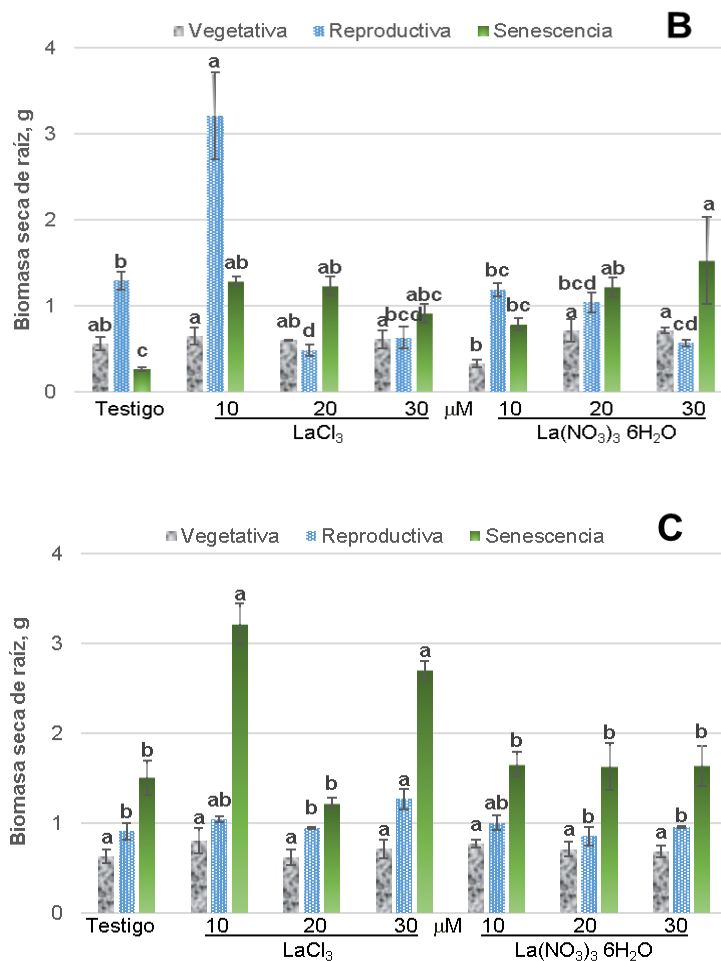 B
Vegetativa Reproductiva Senescencia
Biomasa seca de raíz, g
4
3
2
1
0
ab b c
a a ab
ab d ab
a bcd abc
b bc bc
a bcd ab
a cd a
Testigo 10 20 30 μM 10 20 30
LaCl₃ La(NO₃)₃ 6H₂O
C
Vegetativa Reproductiva Senescencia
Biomasa seca de raíz, g
4
3
2
1
0
a b b
a ab a
a b b
a a a
a ab b
a b b
a b b
Testigo 10 20 30 μM 10 20 30
LaCl₃ La(NO₃)₃ 6H₂O